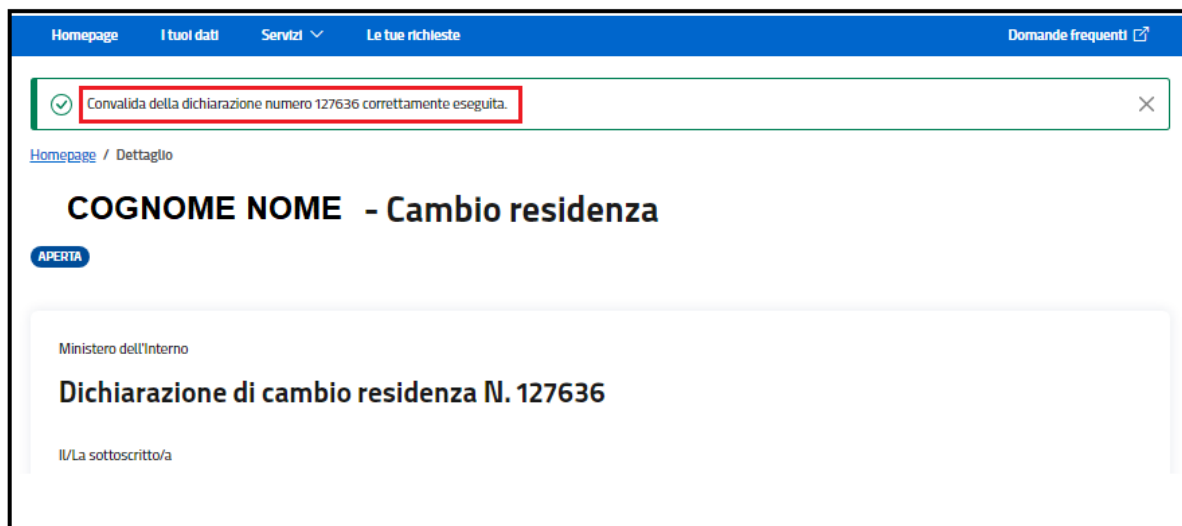 Homepage I tuoi dati Servizi Le tue richieste Domande frequenti
Convalida della dichiarazione numero 127636 correttamente eseguita.
Homepage / Dettaglio
COGNOME NOME - Cambio residenza
APERTA
Ministero dell'Interno
Dichiarazione di cambio residenza N. 127636
Il/La sottoscritto/a